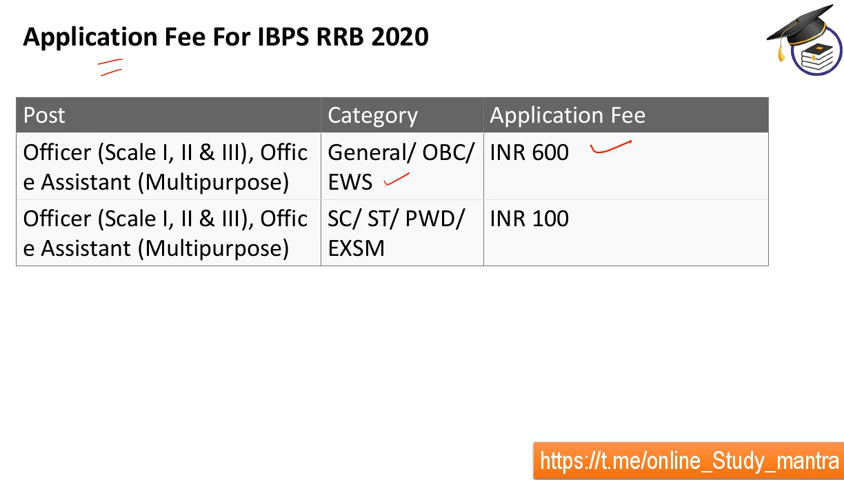 Application Fee For IBPS RRB 2020
Post Category Application Fee
Officer (Scale I, II & III), Offic General/ OBC/ INR 600
e Assistant (Multipurpose) EWS
Officer (Scale I, II & III), Offic SC/ ST/ PWD/ INR 100
e Assistant (Multipurpose) EXSM
https://t.me/online_Study_mantra